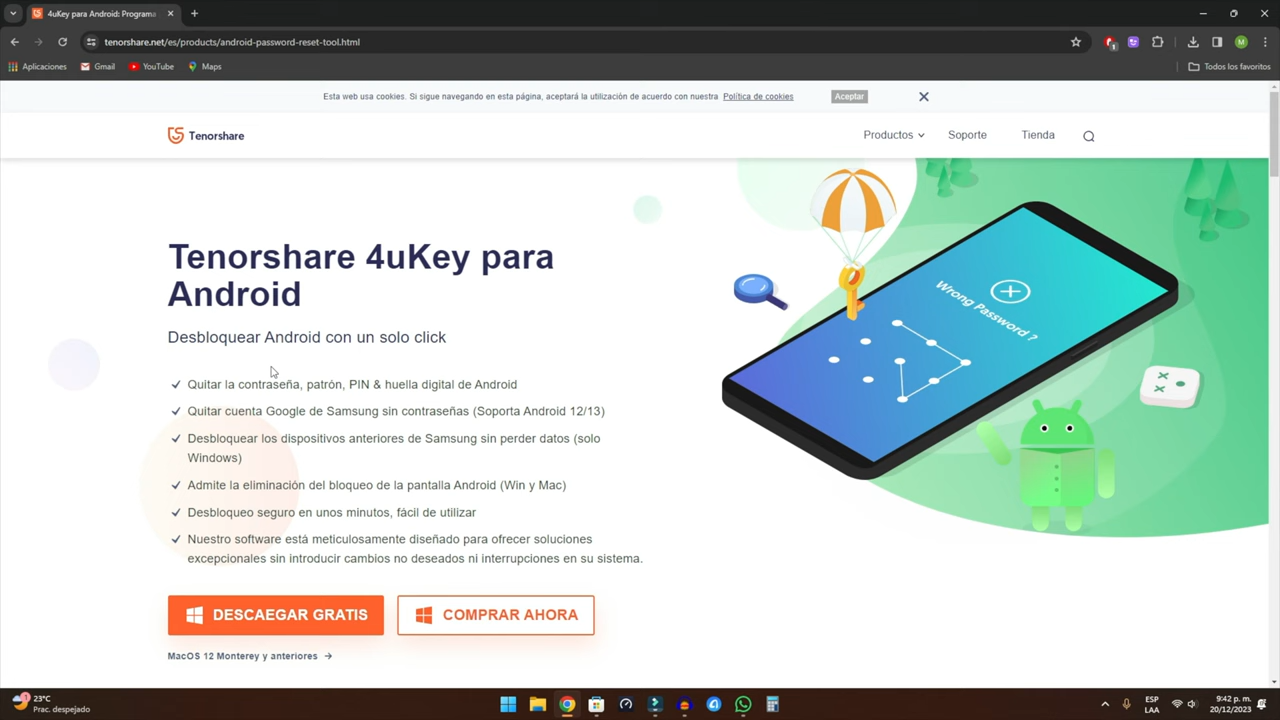 4uKey para Android: Programa
tenorshare.net/es/products/android-password-reset-tool.html
M
Aplicaciones
Gmail
YouTube
Maps
Todos los favoritos
Esta web usa cookies. Si sigue navegando en esta página, aceptará la utilización de acuerdo con nuestra Política de cookies
Aceptar
Tenorshare
Productos
Soporte
Tienda
Tenorshare 4uKey para
Android
Desbloquear Android con un solo click
Quitar la contraseña, patrón, PIN & huella digital de Android
Quitar cuenta Google de Samsung sin contraseñas (Soporta Android 12/13)
Desbloquear los dispositivos anteriores de Samsung sin perder datos (solo
Windows)
Admite la eliminación del bloqueo de la pantalla Android (Win y Mac)
Desbloqueo seguro en unos minutos, fácil de utilizar
Nuestro software está meticulosamente diseñado para ofrecer soluciones
excepcionales sin introducir cambios no deseados ni interrupciones en su sistema.
Wrong Password ?
DESCAEGAR GRATIS
COMPRAR AHORA
MacOS 12 Monterey y anteriores
23°C
Prac. despejado
ESP
LAA
9:42 p. m.
20/12/2023